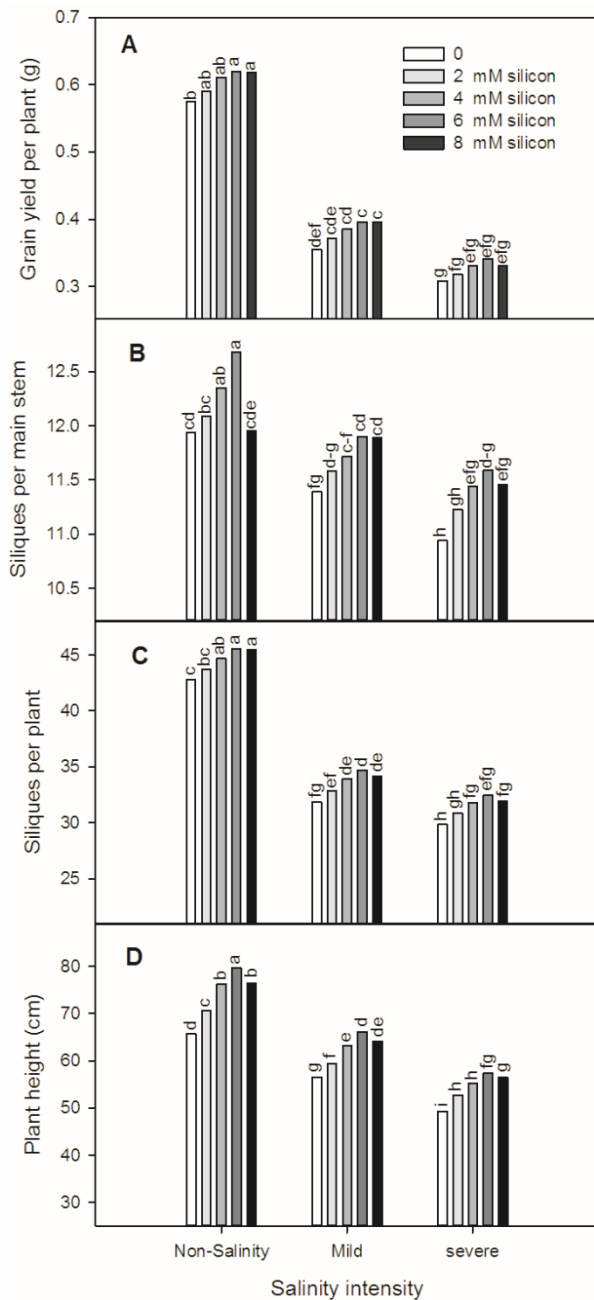 0.7
A
0
2 mM silicon
4 mM silicon
6 mM silicon
8 mM silicon
0.6
0.5
0.4
0.3
Grain yield per plant (g)
b ab ab a a
def cde cd c c
g fg efg efg efg
B
12.5
12.0
11.5
11.0
10.5
Siliques per main stem
cd bc ab a cde
fg d-g c-f cd cd
h gh efg d-g efg
C
45
40
35
30
25
Siliques per plant
c bc ab a a
fg ef de d de
h gh fg efg fg
D
80
70
60
50
40
30
Plant height (cm)
d c b a b
g f e d de
i h h fg g
Non-Salinity Mild severe
Salinity intensity